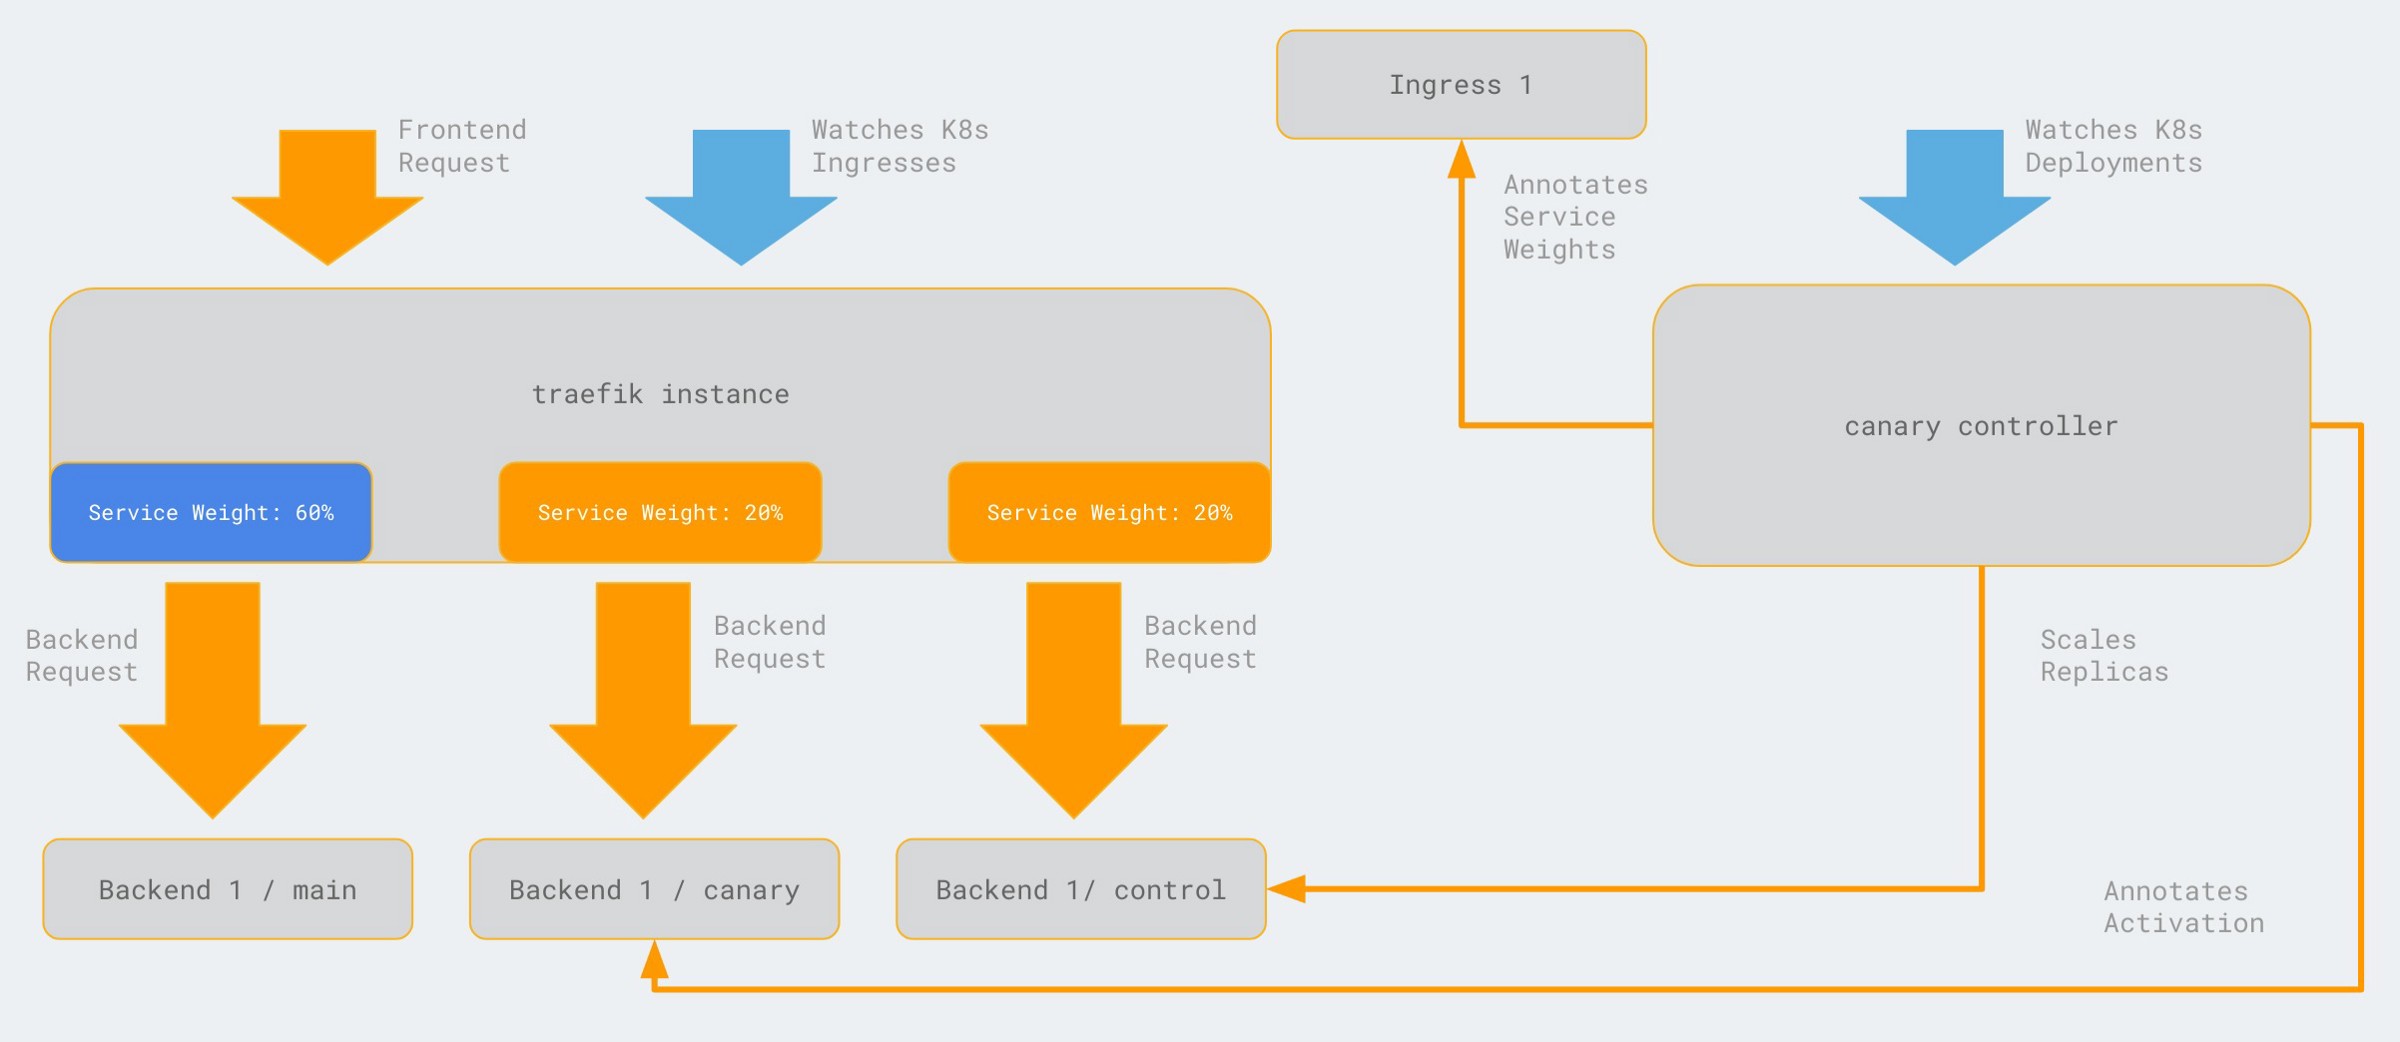 Ingress 1
Frontend
Request
Watches K8s
Ingresses
Annotates
Service
Weights
Watches K8s
Deployments
traefik instance
canary controller
Service Weight: 60%
Service Weight: 20%
Service Weight: 20%
Backend
Request
Backend
Request
Backend
Request
Scales
Replicas
Backend 1 / main
Backend 1 / canary
Backend 1/ control
Annotates
Activation